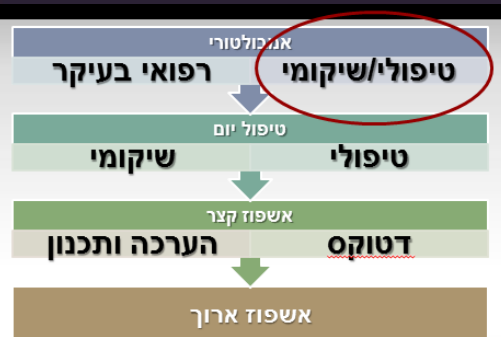 אמבולטורי
טיפולי/שיקומי רפואי בעיקר
טיפול יום
טיפולי שיקומי
אשפוז קצר
דטוקס הערכה ותכנון
אשפוז ארוך